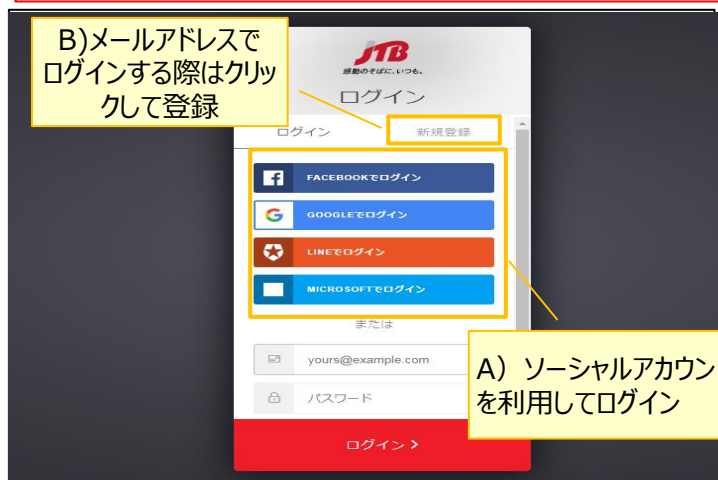 B)メールアドレスで
ログインする際はクリッ
クして登録
JTB
感動のそばに、いつも。
ログイン
ログイン
新規登録
FACEBOOKでログイン
GOOGLEでログイン
LINEでログイン
MICROSOFTでログイン
または
yours@example.com
パスワード
A）ソーシャルアカウン
を利用してログイン
ログイン >